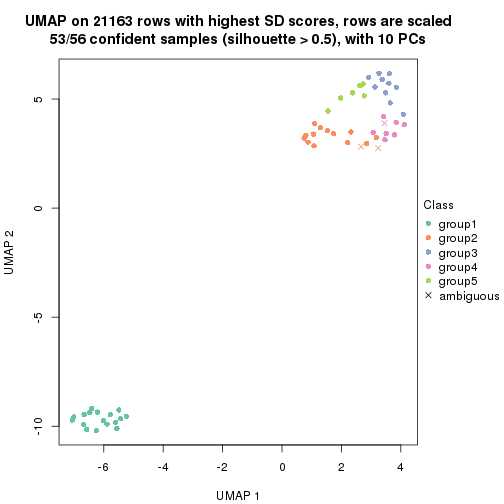 UMAP on 21163 rows with highest SD scores, rows are scaled
53/56 confident samples (silhouette > 0.5), with 10 PCs
5
0
-5
-10
UMAP 2
-6
-4
-2
0
2
4
UMAP 1
Class
group1
group2
group3
group4
group5
ambiguous